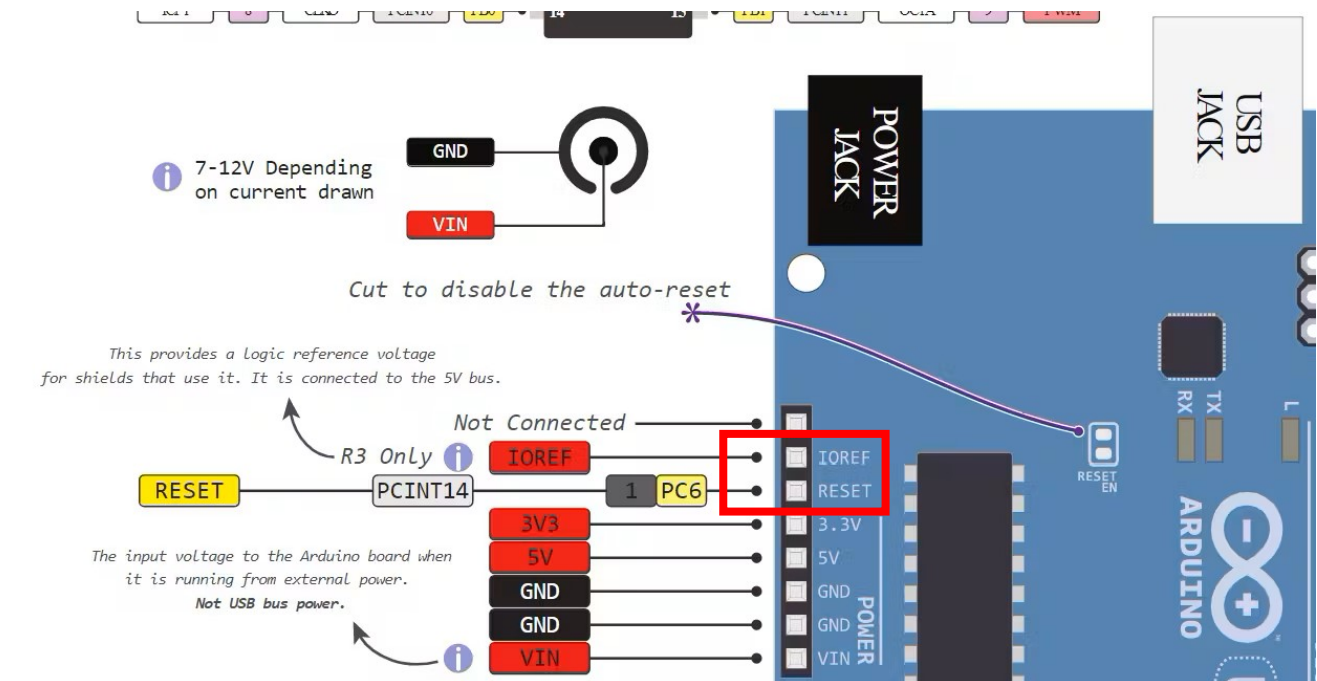 GND
7-12V Depending
on current drawn
VIN
POWER
JACK
USB
JACK
Cut to disable the auto-reset
*
This provides a logic reference voltage
for shields that use it. It is connected to the 5V bus.
Not Connected
R3 Only
IOREF
IOREF
RESET
PCINT14
1
PC6
RESET
3V3
3.3V
The input voltage to the Arduino board when
it is running from external power.
Not USB bus power.
5V
5V
GND
GND
GND
GND
VIN
VIN
POWER
RESET
EN
RX
TX
L
ARDUINO